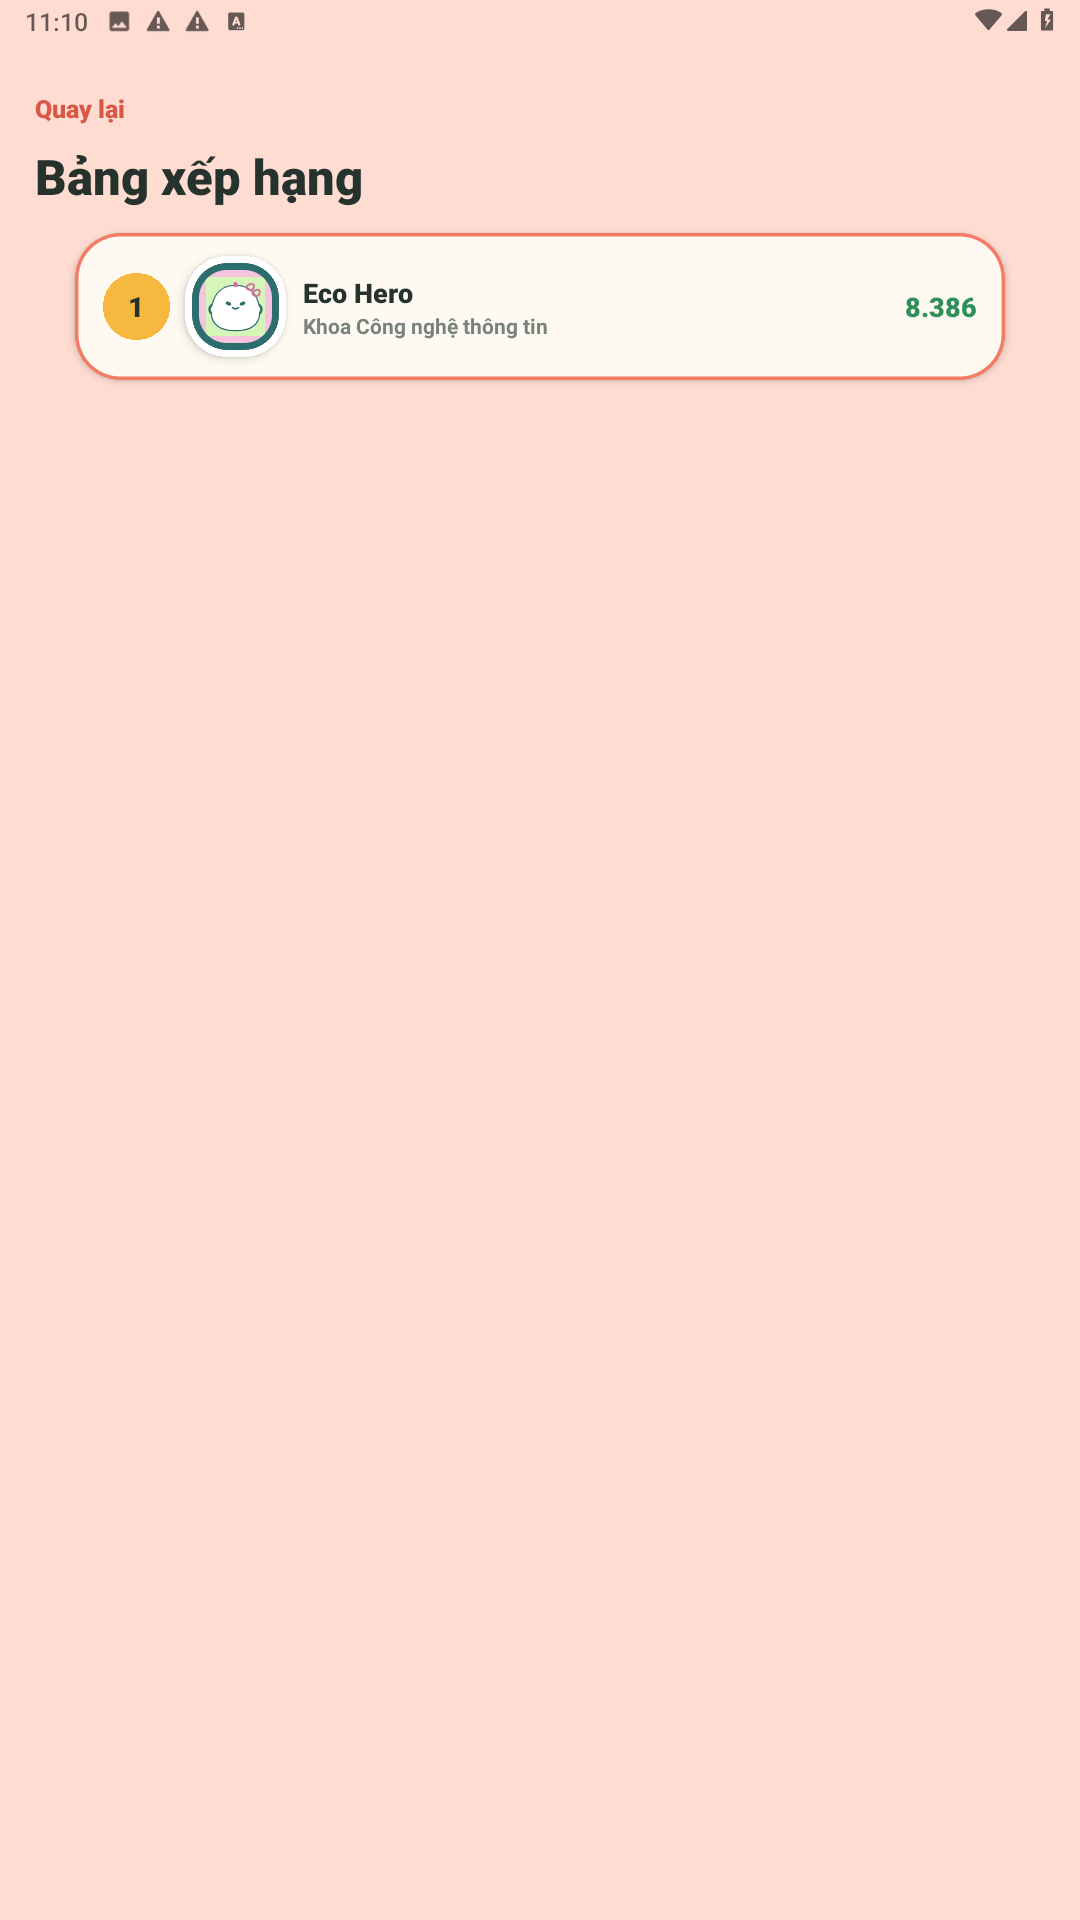 11:10
Quay lại
Bảng xếp hạng
1
Eco Hero
Khoa Công nghệ thông tin
8.386